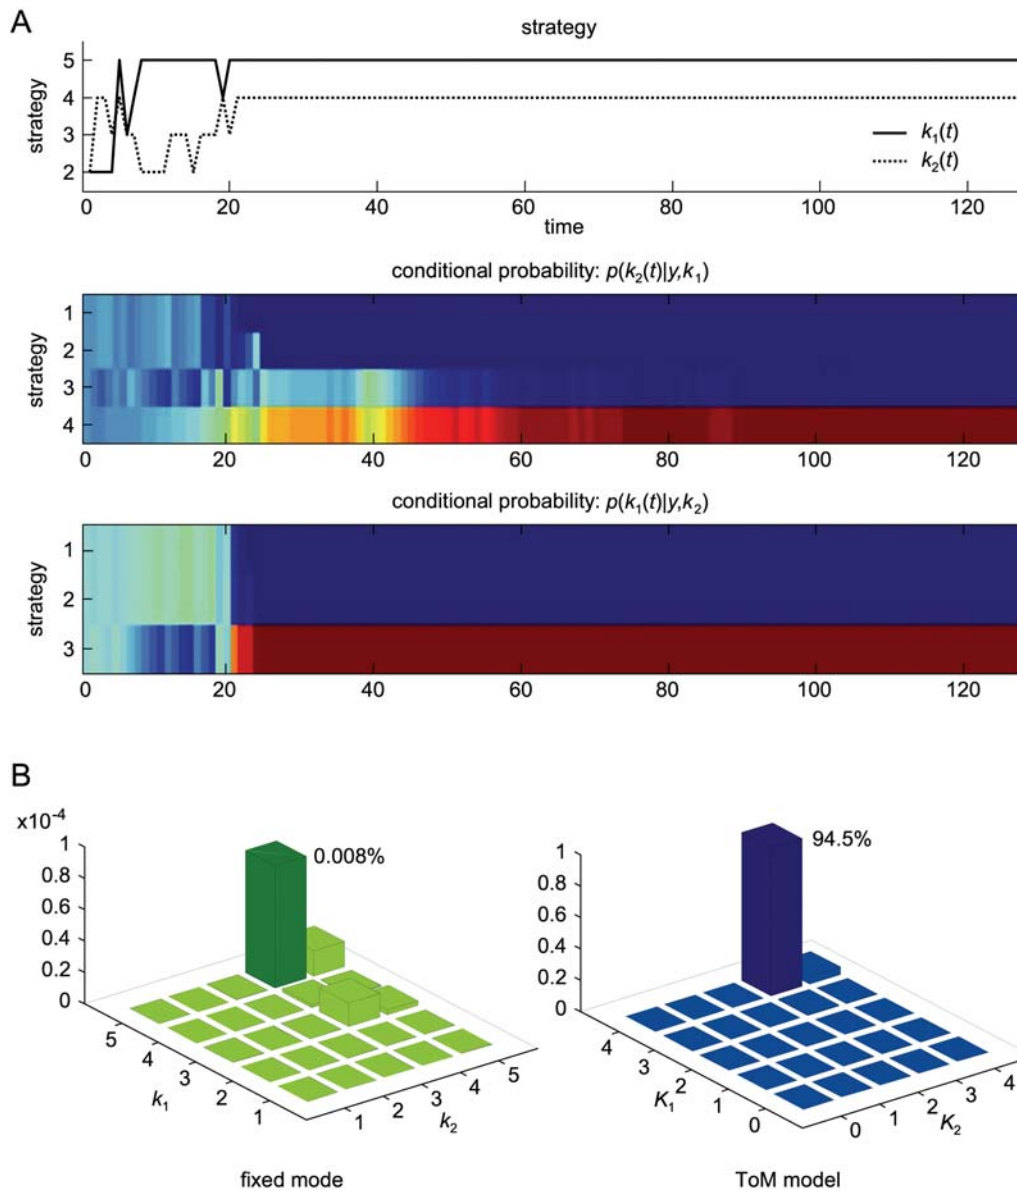 A
strategy
strategy
5
4
3
2
k1(t)
k2(t)
0 20 40 60 80 100 120
time
conditional probability: p(k2(t)|y,k1)
strategy
1
2
3
4
0 20 40 60 80 100 120
conditional probability: p(k1(t)|y,k2)
strategy
1
2
3
0 20 40 60 80 100 120
B
x10-4
1
0.8
0.6
0.4
0.2
0
0.008%
5 4 3 2 1
k1
1 2 3 4 5
k2
fixed mode
1
0.8
0.6
0.4
0.2
0
94.5%
4 3 2 1 0
K1
0 1 2 3 4
K2
ToM model